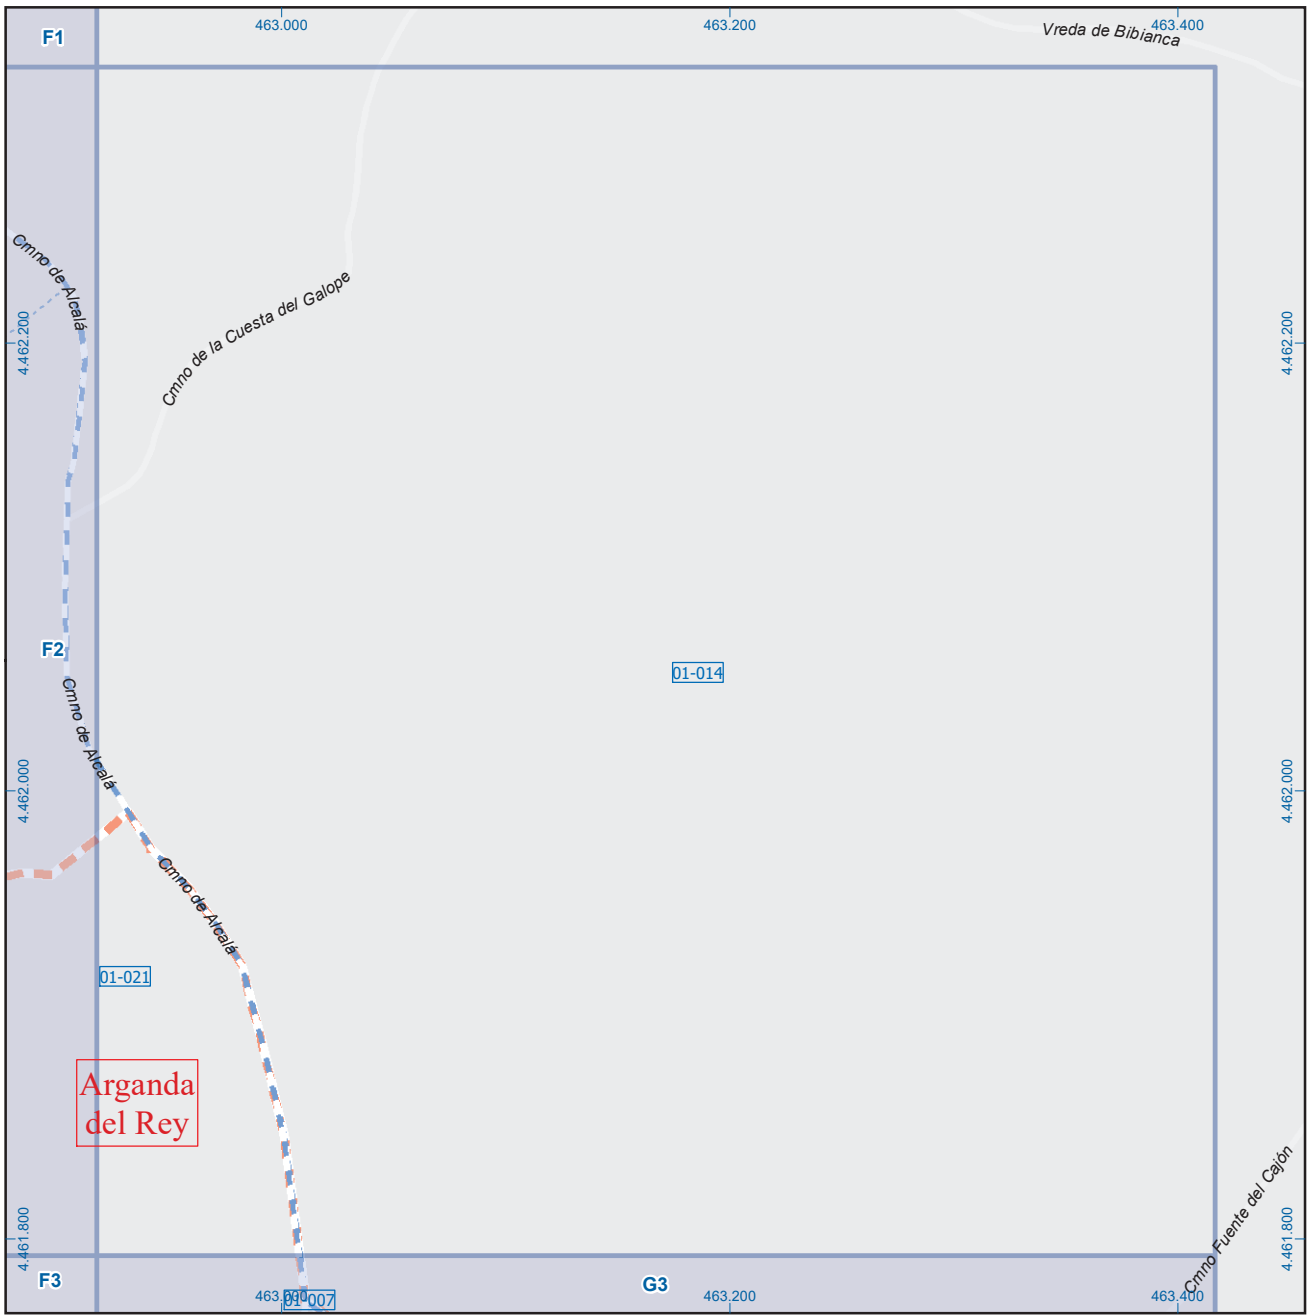 F1
463.000
463.200
463.400
Vreda de Bibianca
Cmno de Alcalá
Cmno de la Cuesta del Galope
4.462.200
4.462.200
F2
01-014
Cmno de Alcalá
4.462.000
4.462.000
Cmno de Alcalá
01-021
Arganda
del Rey
Cmno Fuente del Cajón
4.461.800
4.461.800
F3
G3
463.000
01-007
463.200
463.400